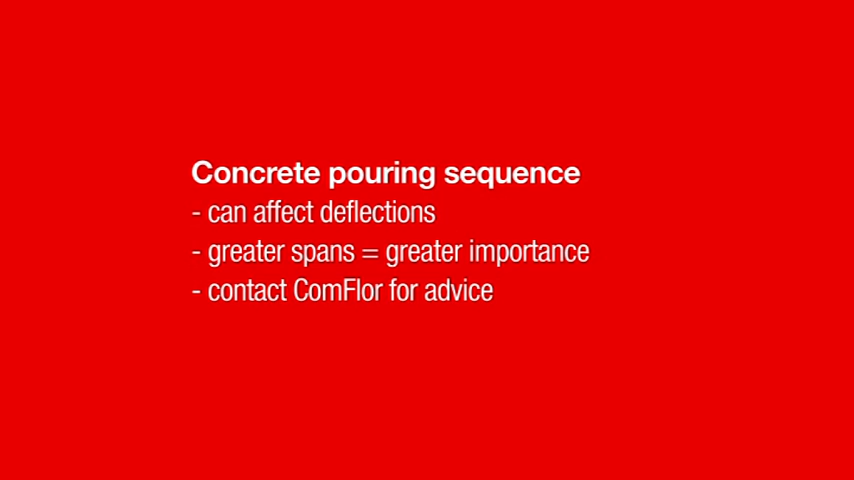 Concrete pouring sequence
- can affect deflections
- greater spans = greater importance
- contact ComFlor for advice